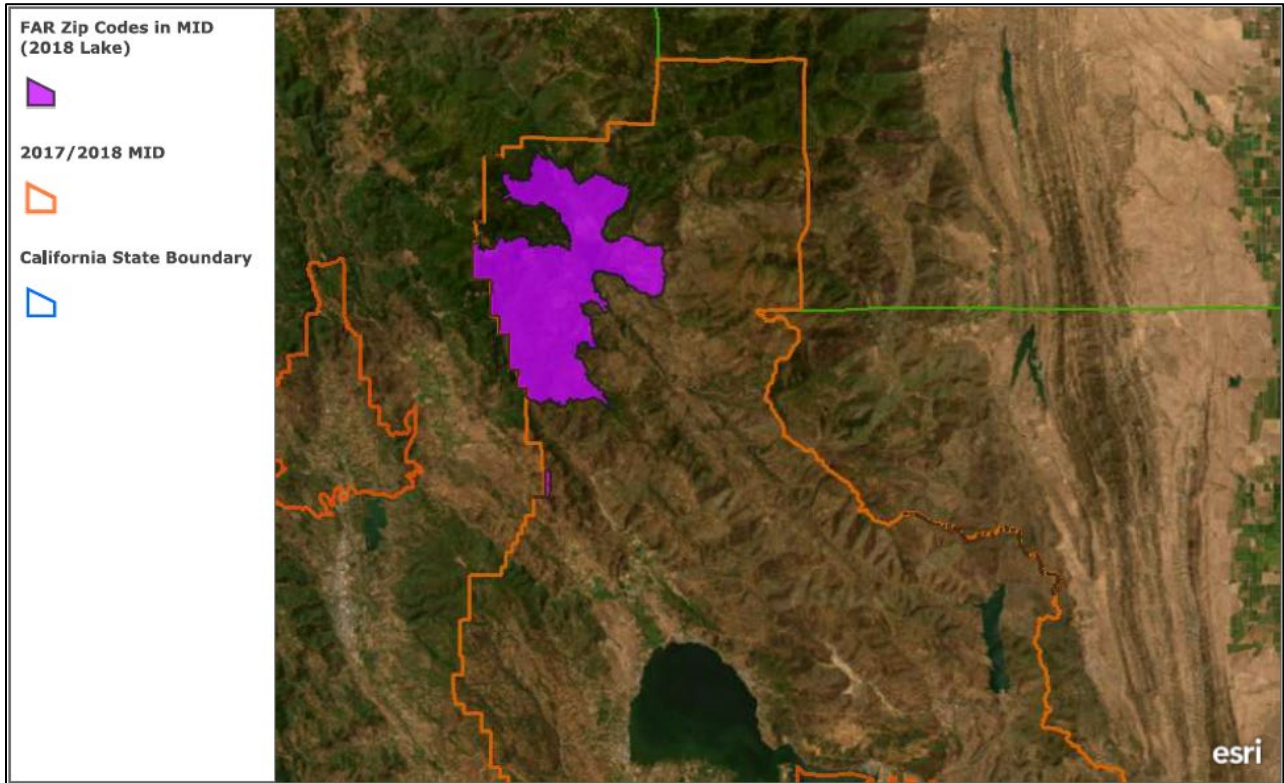 FAR Zip Codes in MID
(2018 Lake)
2017/2018 MID
California State Boundary
esri